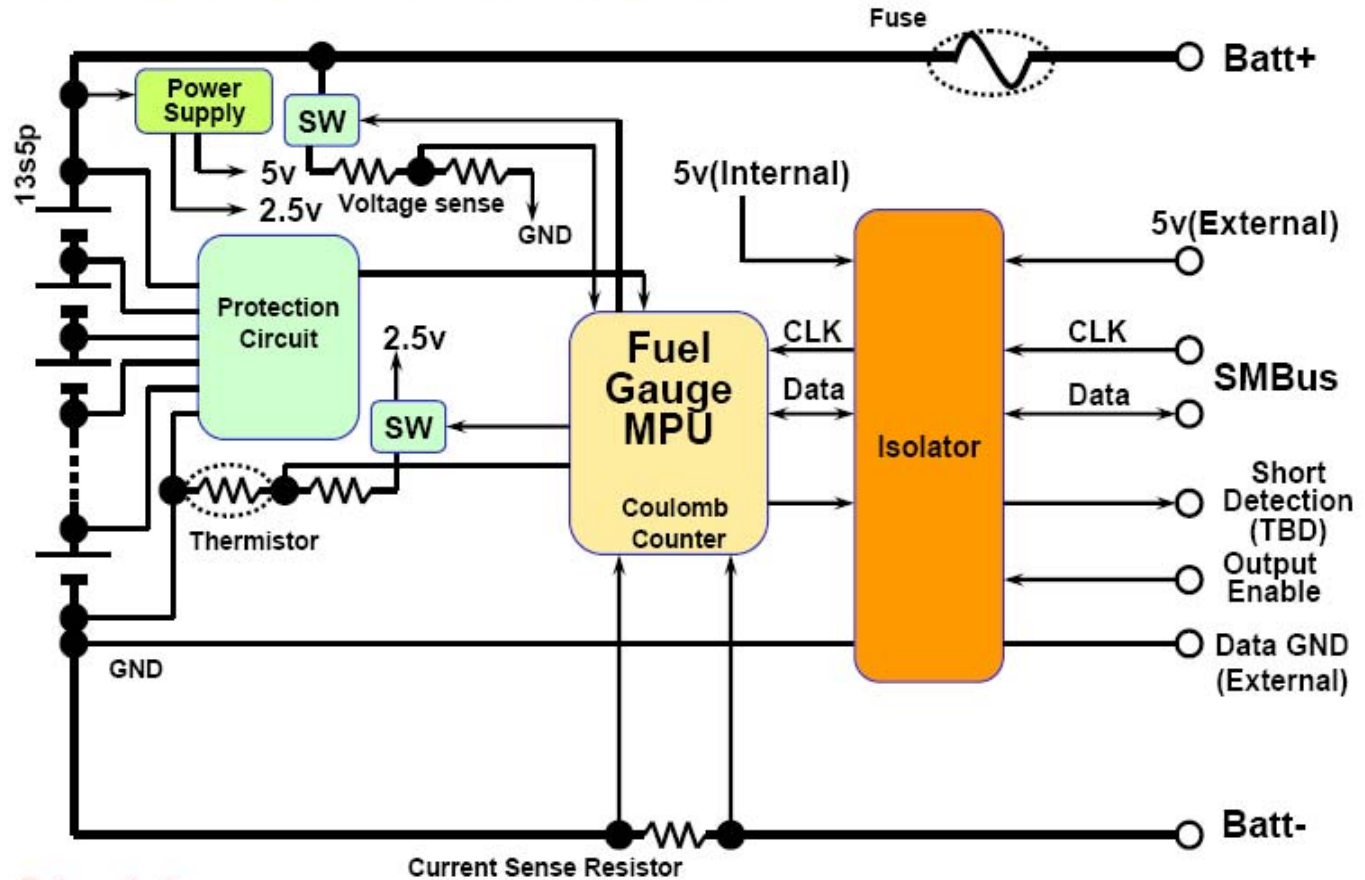 Fuse
Batt+
Power
Supply
SW
13s5p
5v
2.5v
Voltage sense
GND
5v(Internal)
5v(External)
Protection
Circuit
2.5v
SW
Fuel
Gauge
MPU
CLK
CLK
Data
Data
SMBus
Isolator
Coulomb
Counter
Short
Detection
(TBD)
Thermistor
Output
Enable
GND
Data GND
(External)
Batt-
Current Sense Resistor